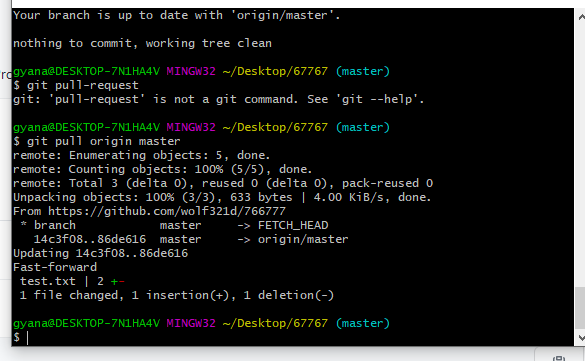 Your branch is up to date with 'origin/master'.
nothing to commit, working tree clean
gyana@DESKTOP-7N1HA4V MINGW32 ~/Desktop/67767 (master)
$ git pull-request
git: 'pull-request' is not a git command. See 'git --help'.
gyana@DESKTOP-7N1HA4V MINGW32 ~/Desktop/67767 (master)
$ git pull origin master
remote: Enumerating objects: 5, done.
remote: Counting objects: 100% (5/5), done.
remote: Total 3 (delta 0), reused 0 (delta 0), pack-reused 0
Unpacking objects: 100% (3/3), 633 bytes | 4.00 KiB/s, done.
From https://github.com/wolf321d/766777
 * branch            master     -> FETCH_HEAD
   14c3f08..86de616  master     -> origin/master
Updating 14c3f08..86de616
Fast-forward
 test.txt | 2 +-
 1 file changed, 1 insertion(+), 1 deletion(-)
gyana@DESKTOP-7N1HA4V MINGW32 ~/Desktop/67767 (master)
$